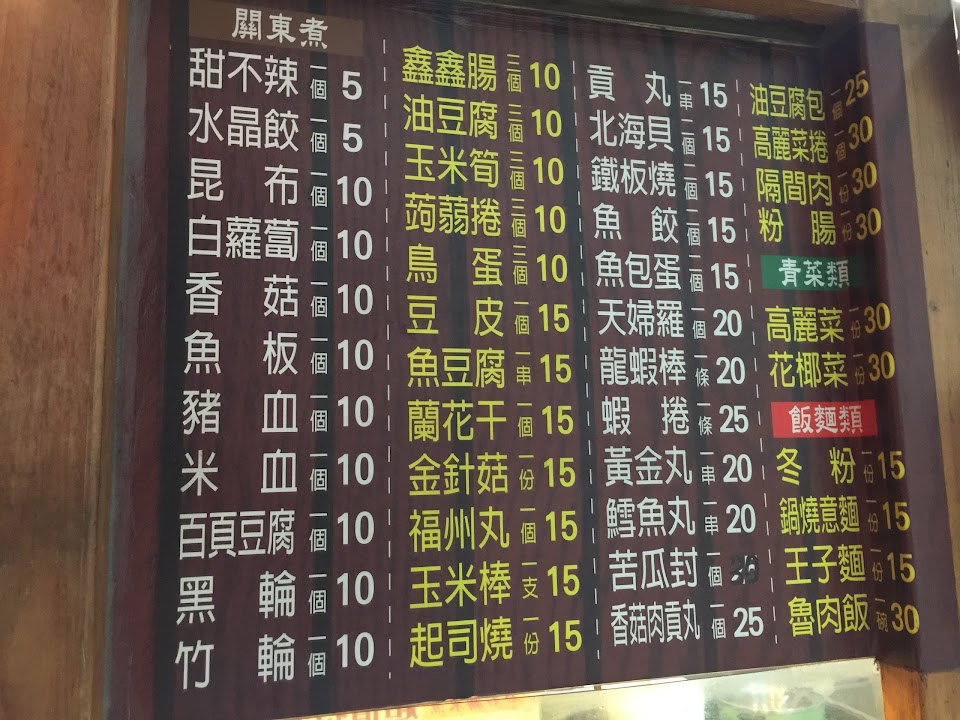 關東煮
甜不辣 一個 5
水晶餃 一個 5
昆布 一個 10
白蘿蔔 一個 10
香菇 一個 10
魚板 一個 10
豬血 一個 10
米血 一個 10
百頁豆腐 一個 10
黑輪 一個 10
竹輪 一個 10
鑫鑫腸 三個 10
油豆腐 三個 10
玉米筍 三個 10
蒟蒻捲 三個 10
鳥蛋 三個 10
豆皮 一個 15
魚豆腐 一串 15
蘭花干 一個 15
金針菇 一份 15
福州丸 一個 15
玉米棒 一支 15
起司燒 一份 15
貢丸 一串 15
北海貝 二個 15
鐵板燒 二個 15
魚餃 二個 15
魚包蛋 二個 15
天婦羅 一個 20
龍蝦棒 一條 20
蝦捲 一條 25
黃金丸 一串 20
鱈魚丸 一串 20
苦瓜封 一個
香菇肉貢丸 一個 25
油豆腐包 一個 25
高麗菜捲 一個 30
隔間肉 一份 30
粉腸 一份 30
青菜類
高麗菜 一份 30
花椰菜 一份 30
飯麵類
冬粉 一份 15
鍋燒意麵 一份 15
王子麵 一份 15
魯肉飯 一碗 30